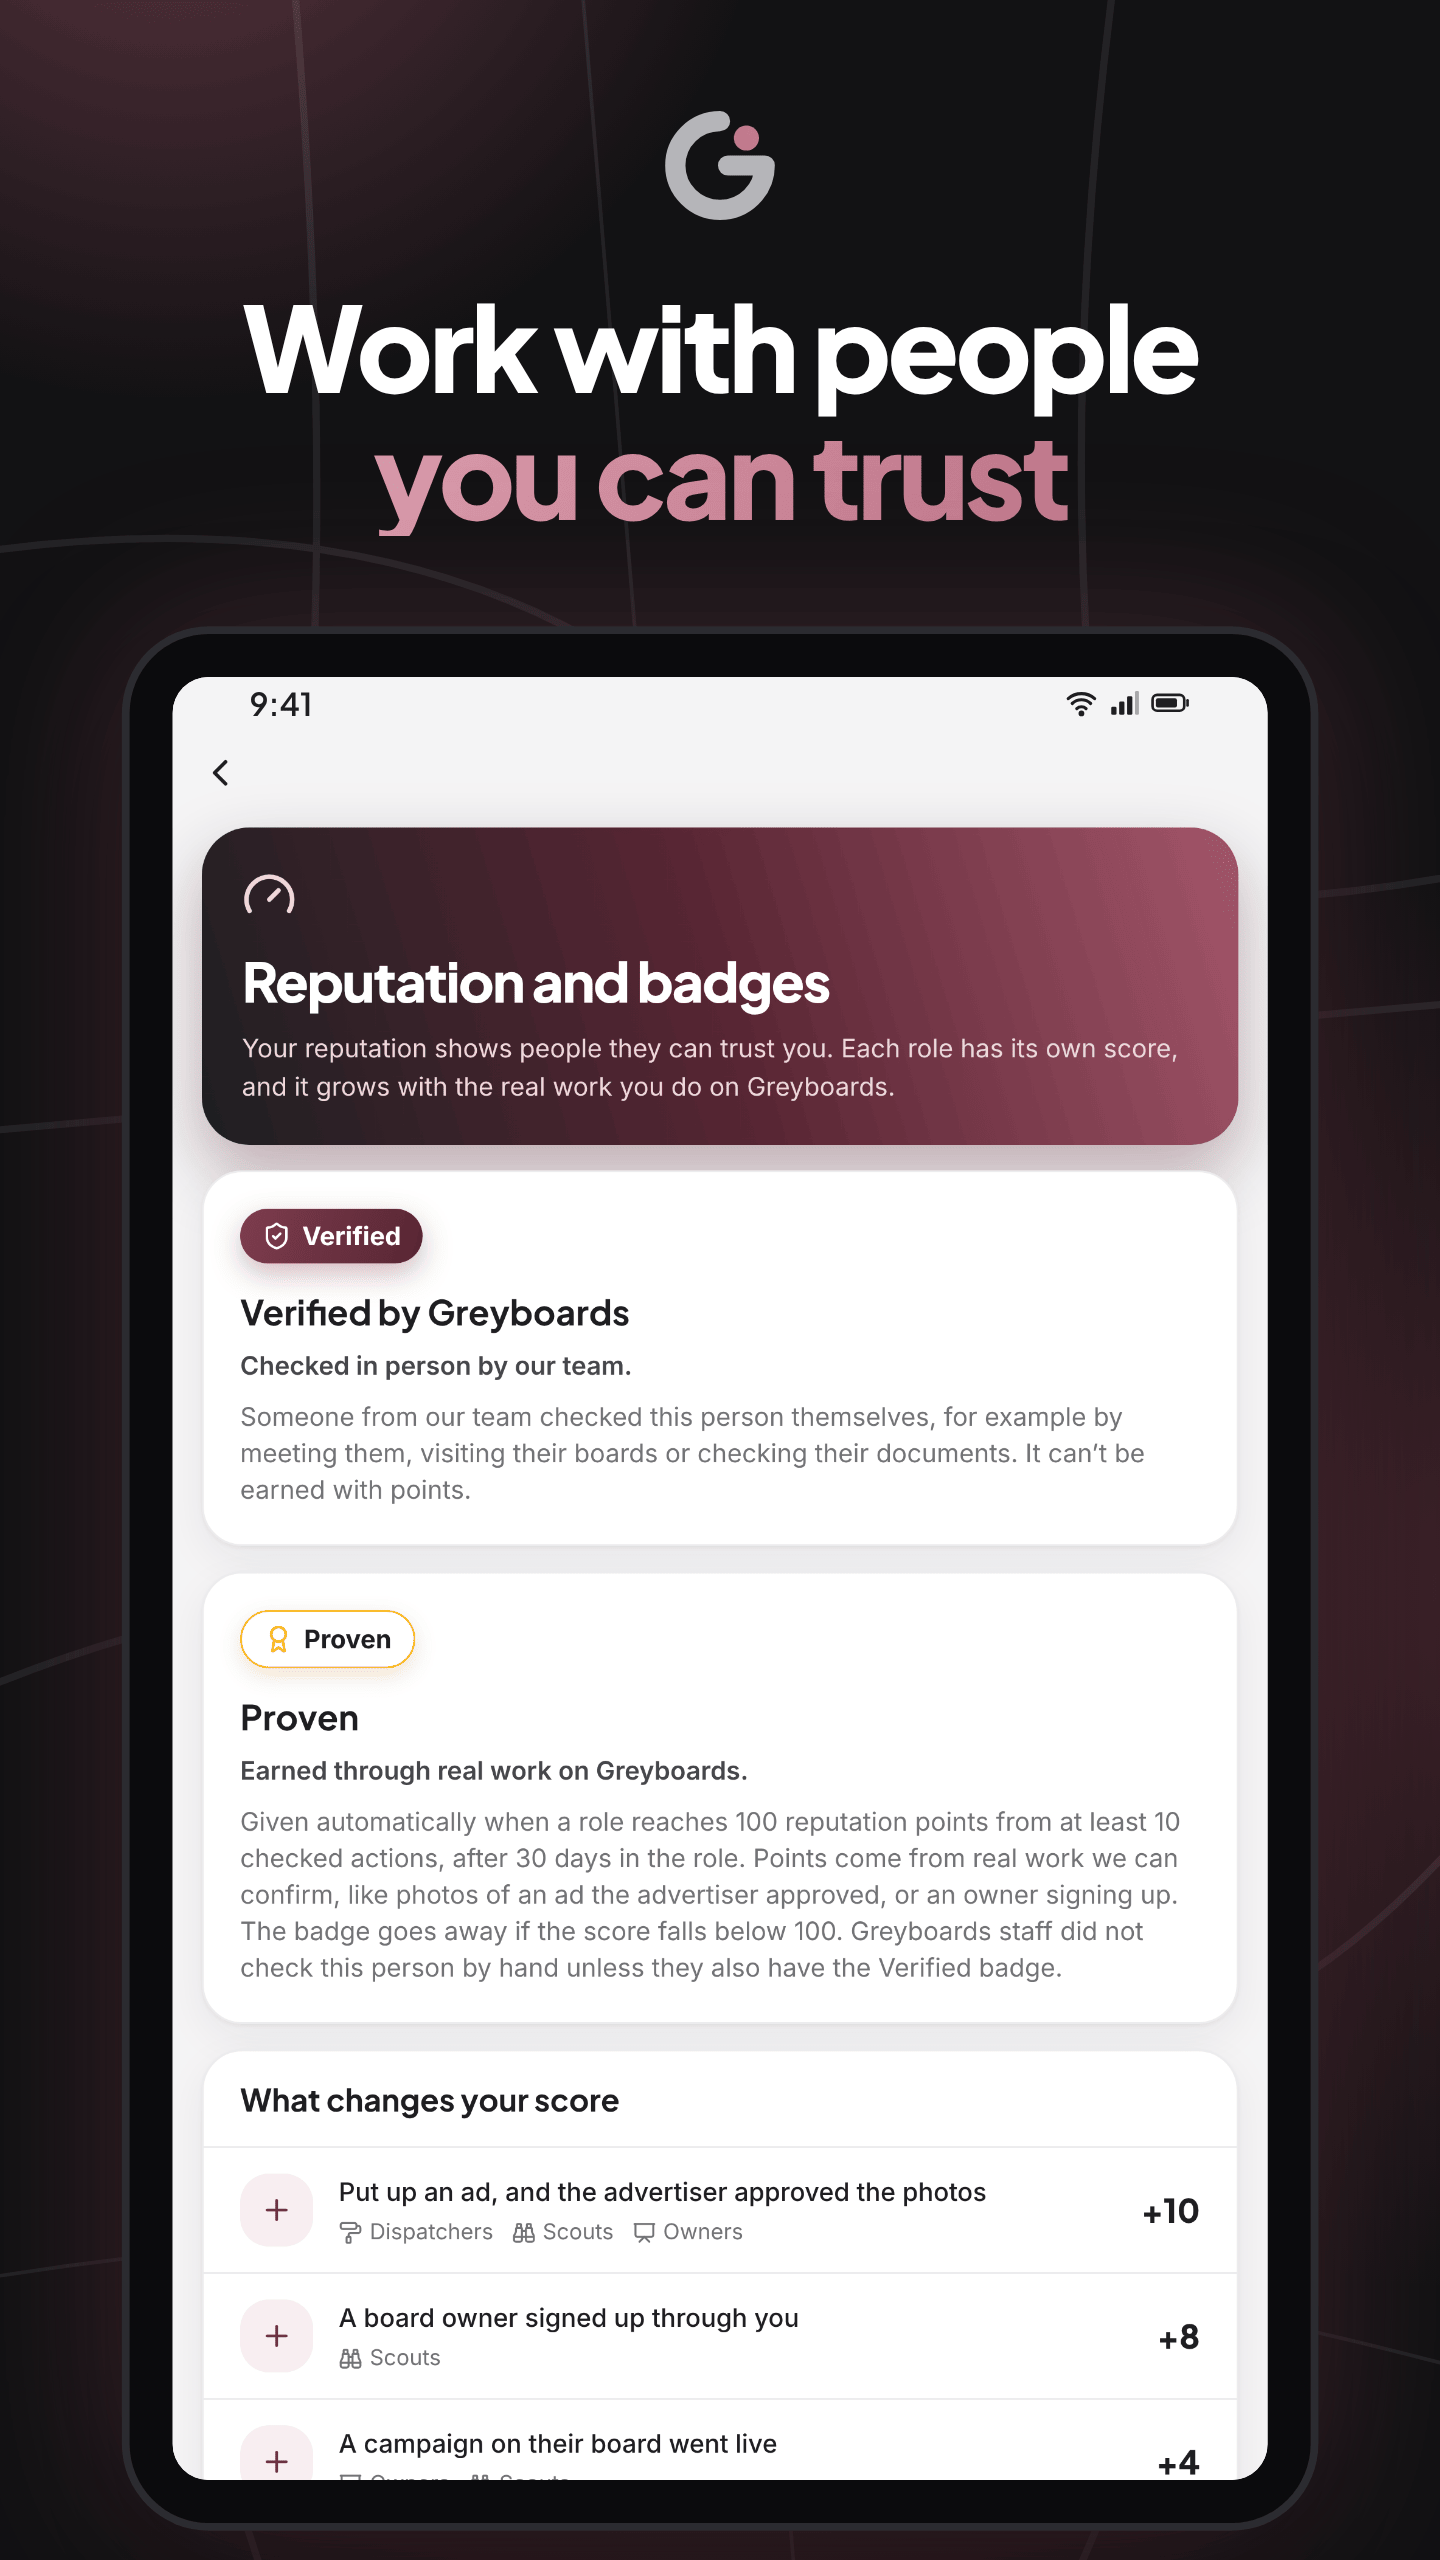 Work with people
you can trust
9:41
Reputation and badges
Your reputation shows people they can trust you. Each role has its own score,
and it grows with the real work you do on Greyboards.
Verified
Verified by Greyboards
Checked in person by our team.
Someone from our team checked this person themselves, for example by
meeting them, visiting their boards or checking their documents. It can’t be
earned with points.
Proven
Proven
Earned through real work on Greyboards.
Given automatically when a role reaches 100 reputation points from at least 10
checked actions, after 30 days in the role. Points come from real work we can
confirm, like photos of an ad the advertiser approved, or an owner signing up.
The badge goes away if the score falls below 100. Greyboards staff did not
check this person by hand unless they also have the Verified badge.
What changes your score
Put up an ad, and the advertiser approved the photos
+10
Dispatchers Scouts Owners
A board owner signed up through you
+8
Scouts
A campaign on their board went live
+4